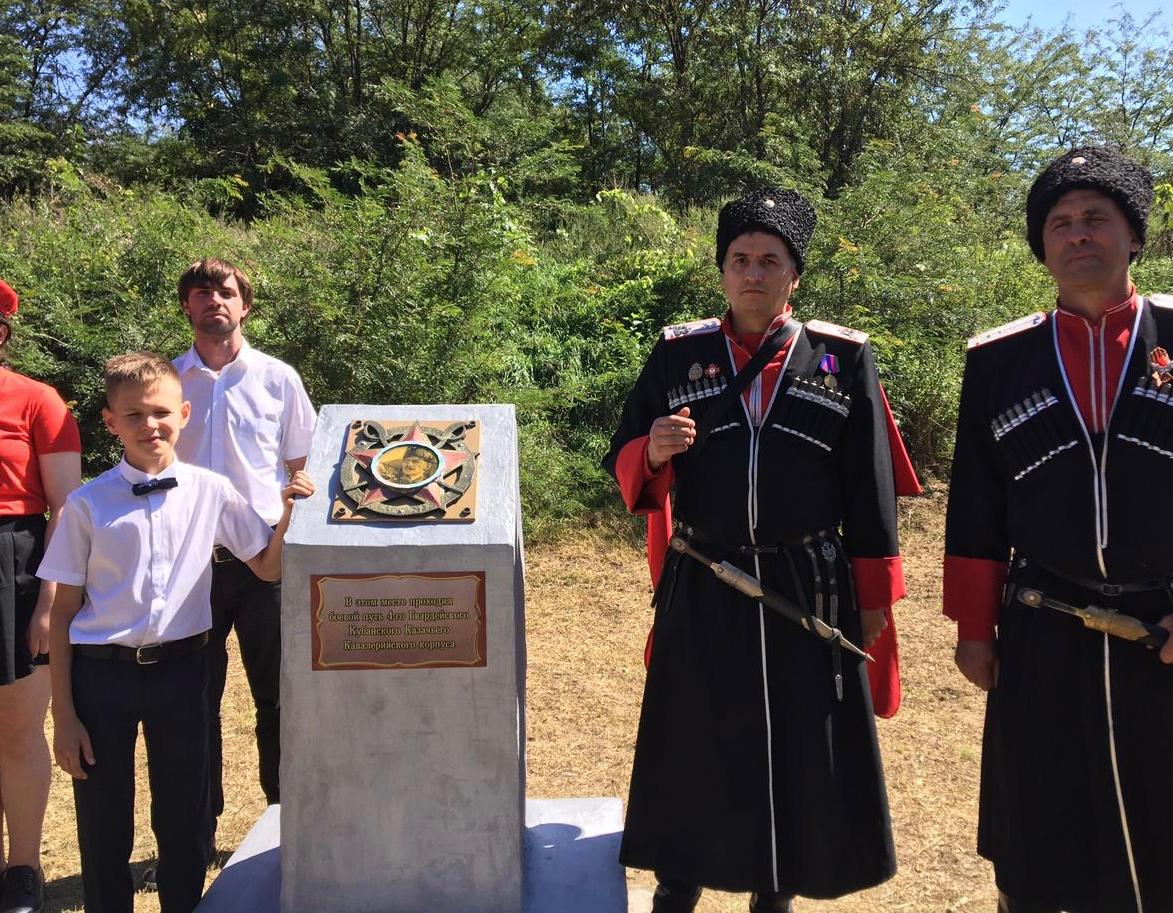 В этом месте проходил
боевой путь 4-го Гвардейского
Кубанского Казачьего
Кавалерийского корпуса